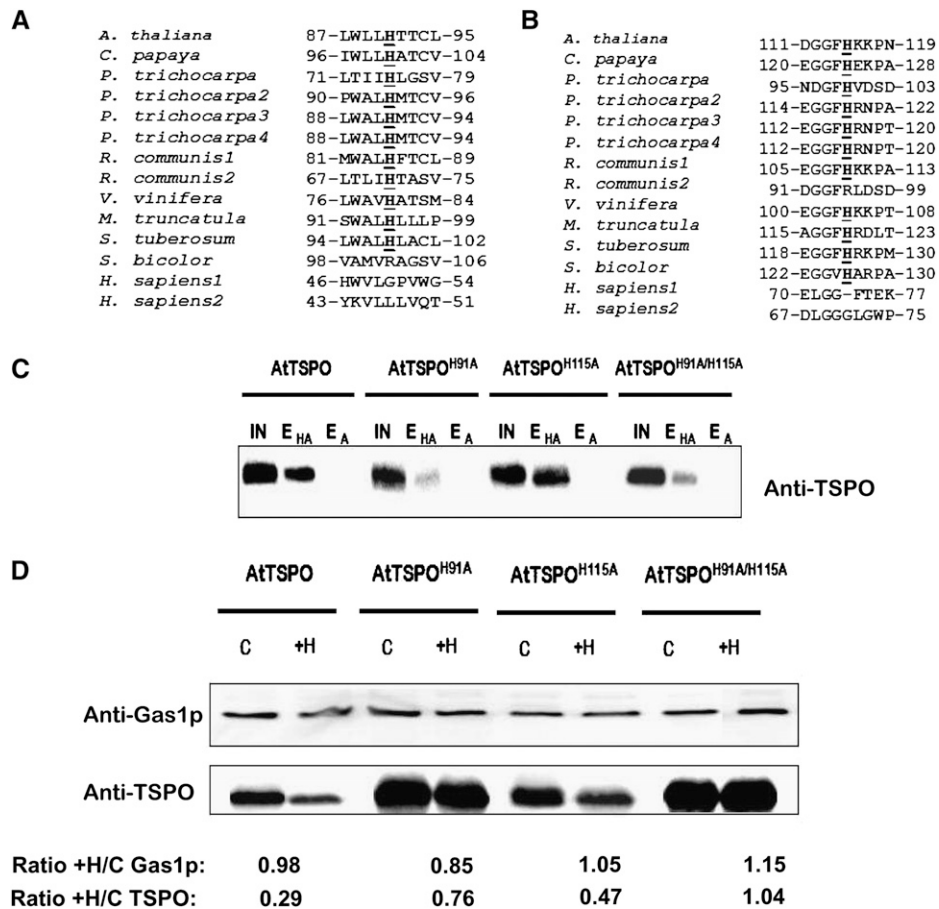 A
A. thaliana 87-LWLLHTTCL-95
C. papaya 96-IWLLHATCV-104
P. trichocarpa 71-LTIIHLGSV-79
P. trichocarpa2 90-PWALHMTCV-96
P. trichocarpa3 88-LWALHMTCV-94
P. trichocarpa4 88-LWALHMTCV-94
R. communis1 81-MWALHFTCL-89
R. communis2 67-LTLIHTASV-75
V. vinifera 76-LWAVHATSM-84
M. truncatula 91-SWALHLLLP-99
S. tuberosum 94-LWALHLACL-102
S. bicolor 98-VAMVRAGSV-106
H. sapiens1 46-HWVLGPVWG-54
H. sapiens2 43-YKVLLLVQT-51
B
A. thaliana 111-DGGFHKKPN-119
C. papaya 120-EGGFHEKPA-128
P. trichocarpa 95-NDGFHVDSD-103
P. trichocarpa2 114-EGGFHRNPA-122
P. trichocarpa3 112-EGGFHRNPT-120
P. trichocarpa4 112-EGGFHRNPT-120
R. communis1 105-EGGFHKKPA-113
R. communis2 91-DGGFRLDSD-99
V. vinifera 100-EGGFHKKPT-108
M. truncatula 115-AGGFHRDLT-123
S. tuberosum 118-EGGFHRKPM-130
S. bicolor 122-EGGVHARPA-130
H. sapiens1 70-ELGG-FTEK-77
H. sapiens2 67-DLGGGLGWP-75
C
AtTSPO AtTSPOH91A AtTSPOH115A AtTSPOH91A/H115A
IN EHA EA IN EHA EA IN EHA EA IN EHA EA
Anti-TSPO
D
AtTSPO AtTSPOH91A AtTSPOH115A AtTSPOH91A/H115A
C +H C +H C +H C +H
Anti-Gas1p
Anti-TSPO
Ratio +H/C Gas1p: 0.98 0.85 1.05 1.15
Ratio +H/C TSPO: 0.29 0.76 0.47 1.04